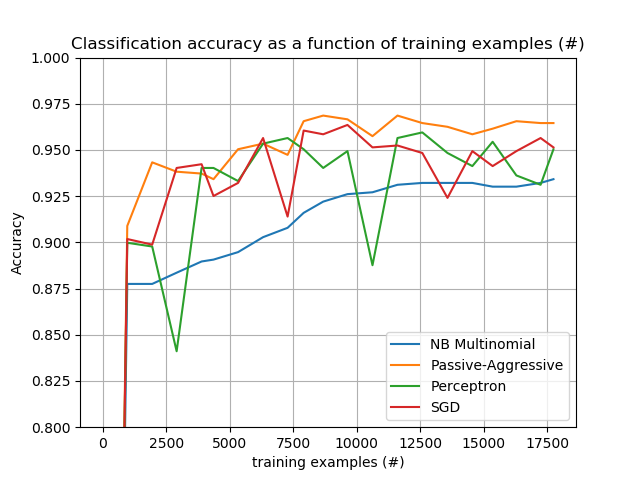 Classification accuracy as a function of training examples (#)
1.000
0.975
0.950
0.925
0.900
0.875
0.850
0.825
0.800
Accuracy
NB Multinomial
Passive-Aggressive
Perceptron
SGD
0 2500 5000 7500 10000 12500 15000 17500
training examples (#)